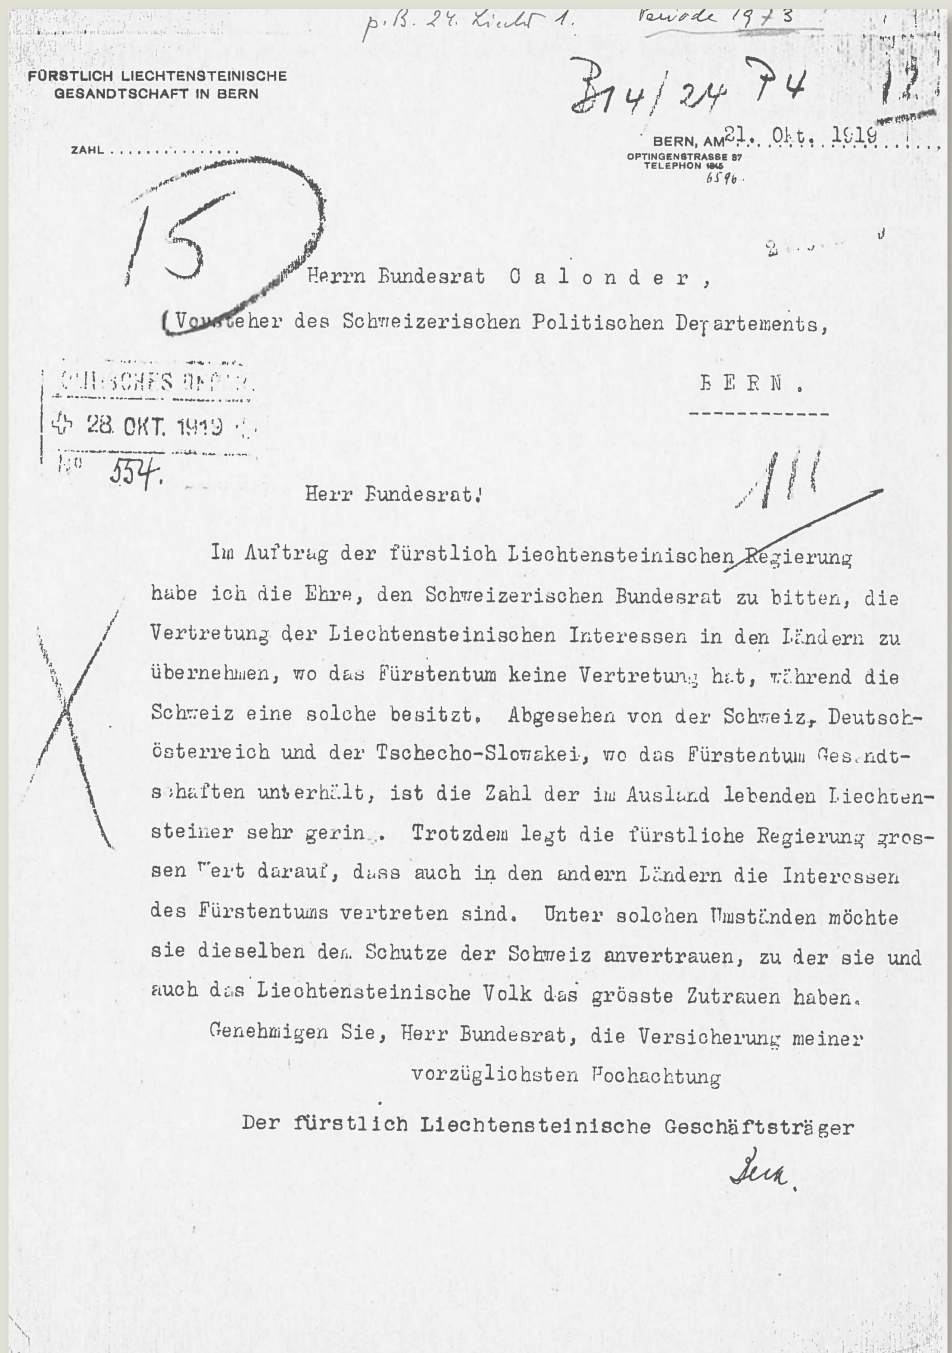 p. B. 24. Liecht 1. Periode 1973
B14/24 P4
12
FÜRSTLICH LIECHTENSTEINISCHE
GESANDTSCHAFT IN BERN
BERN, AM 21. Okt. 1919
ZAHL
OPTINGENSTRASSE 37
TELEPHON
6596.
15
Herrn Bundesrat C a l o n d e r ,
Vorsteher des Schweizerischen Politischen Departements,
B E R N .
28. OKT. 1919
No 554.
111
Herr Bundesrat!
Im Auftrag der fürstlich Liechtensteinischen Regierung
habe ich die Ehre, den Schweizerischen Bundesrat zu bitten, die
Vertretung der Liechtensteinischen Interessen in den Ländern zu
übernehmen, wo das Fürstentum keine Vertretung hat, während die
Schweiz eine solche besitzt. Abgesehen von der Schweiz, Deutsch-
österreich und der Tschecho-Slowakei, wo das Fürstentum Gesandt-
schaften unterhält, ist die Zahl der im Ausland lebenden Liechten-
steiner sehr gering. Trotzdem legt die fürstliche Regierung gros-
sen Wert darauf, dass auch in den andern Ländern die Interessen
des Fürstentums vertreten sind. Unter solchen Umständen möchte
sie dieselben dem Schutze der Schweiz anvertrauen, zu der sie und
auch das Liechtensteinische Volk das grösste Zutrauen haben.
Genehmigen Sie, Herr Bundesrat, die Versicherung meiner
vorzüglichsten Hochachtung
Der fürstlich Liechtensteinische Geschäftsträger